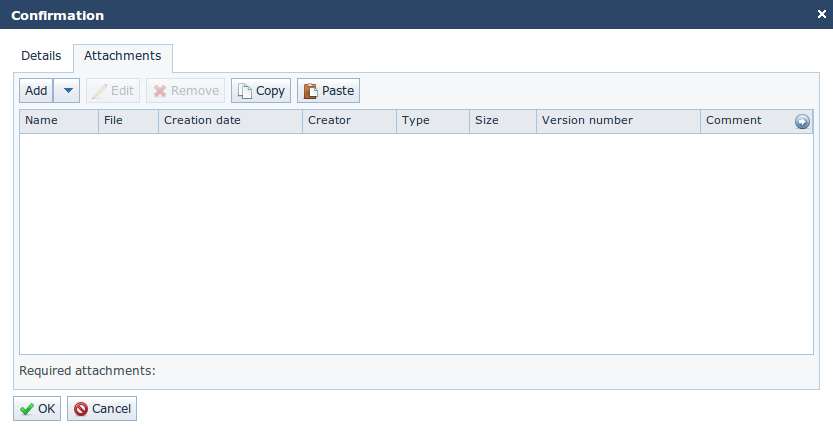 Confirmation
Details Attachments
Add Edit Remove Copy Paste
Name File Creation date Creator Type Size Version number Comment
Required attachments:
OK Cancel